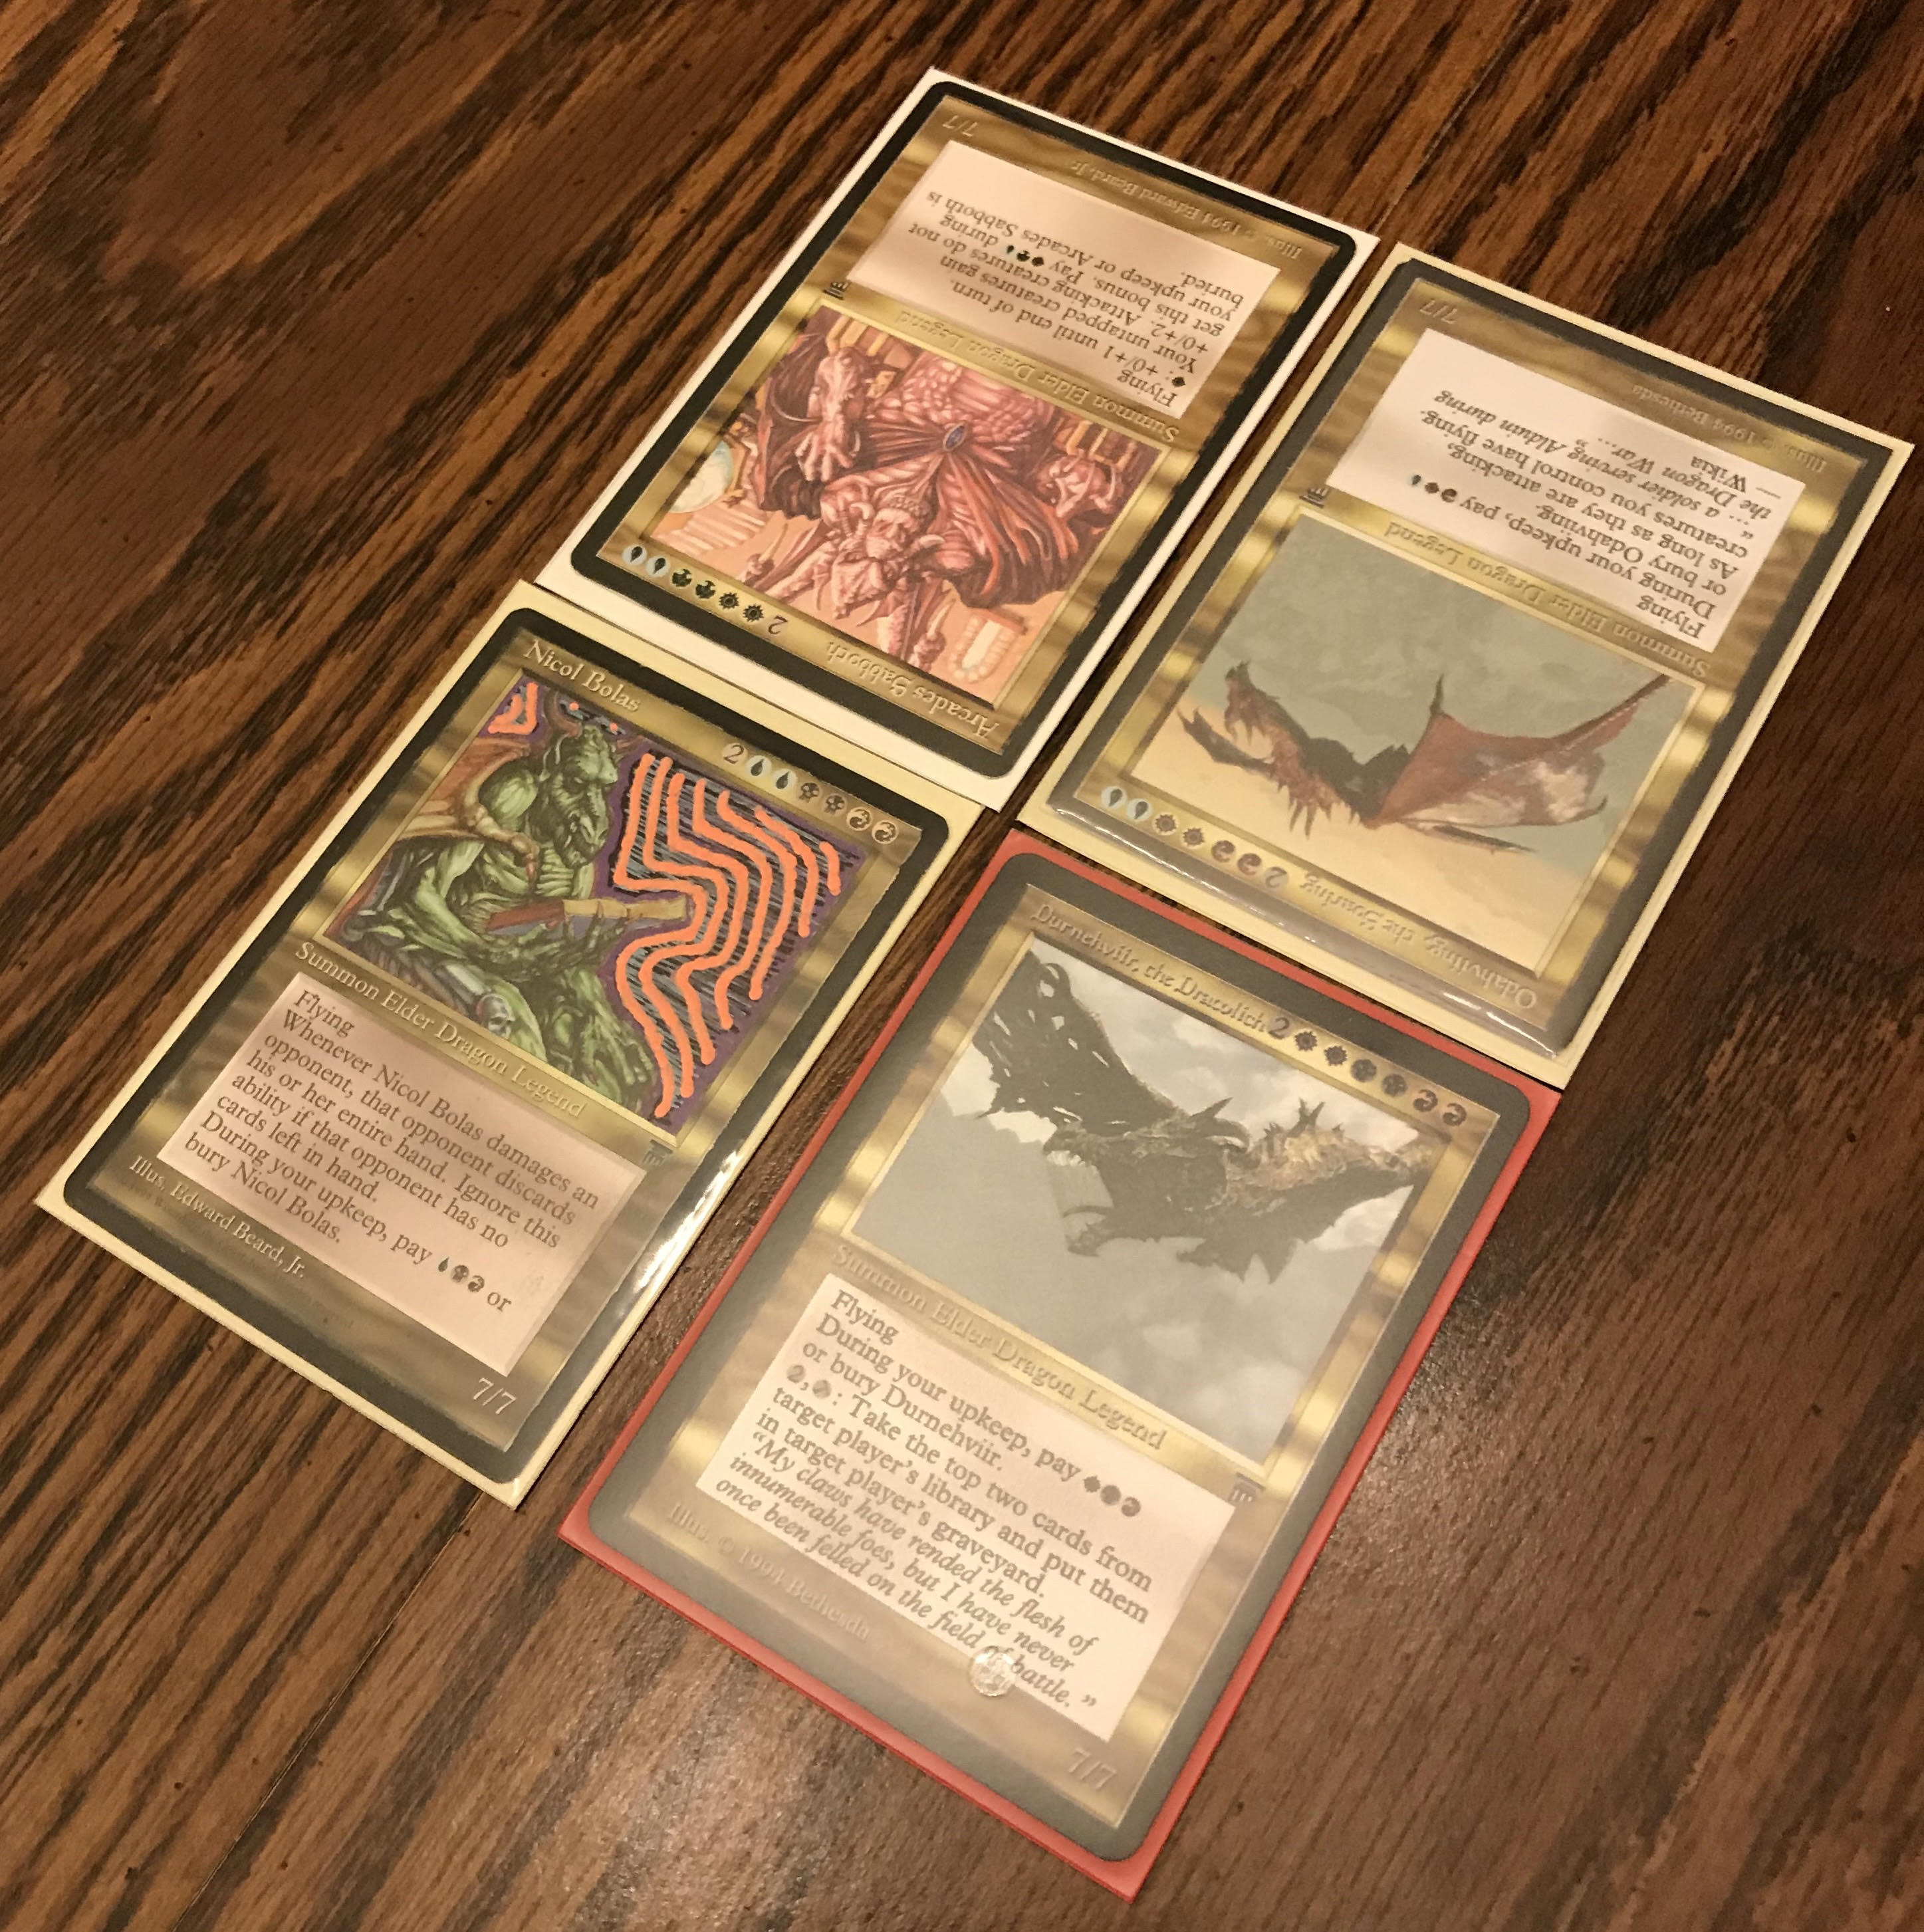 Nicol Bolas
2
Summon Elder Dragon Legend
Flying
Whenever Nicol Bolas damages an
opponent, that opponent discards
his or her entire hand. Ignore this
ability if that opponent has no
cards left in hand.
During your upkeep, pay or
bury Nicol Bolas.
Illus. Edward Beard, Jr.
7/7
Arcades Sabboth
2
Summon Elder Dragon Legend
Flying
: +0/+1 until end of turn.
Your untapped creatures gain
+0/+2. Attacking creatures do not
get this bonus. Pay during
your upkeep or Arcades Sabboth is
buried.
Illus. © 1994 Edward Beard, Jr.
7/7
Odahviing, the Soaring
2
Summon Elder Dragon Legend
Flying
During your upkeep, pay
or bury Odahviing.
As long as they are attacking,
creatures you control have flying.
"... a soldier serving Alduin during
the Dragon War..."
— Wikia
Illus. © 1994 Bethesda
7/7
Durnehviir, the Dracolich
2
Summon Elder Dragon Legend
Flying
During your upkeep, pay
or bury Durnehviir.
2, : Take the top two cards from
target player's library and put them
in target player's graveyard.
"My claws have rended the flesh of
innumerable foes, but I have never
once been felled on the field of battle."
Illus. © 1994 Bethesda
7/7